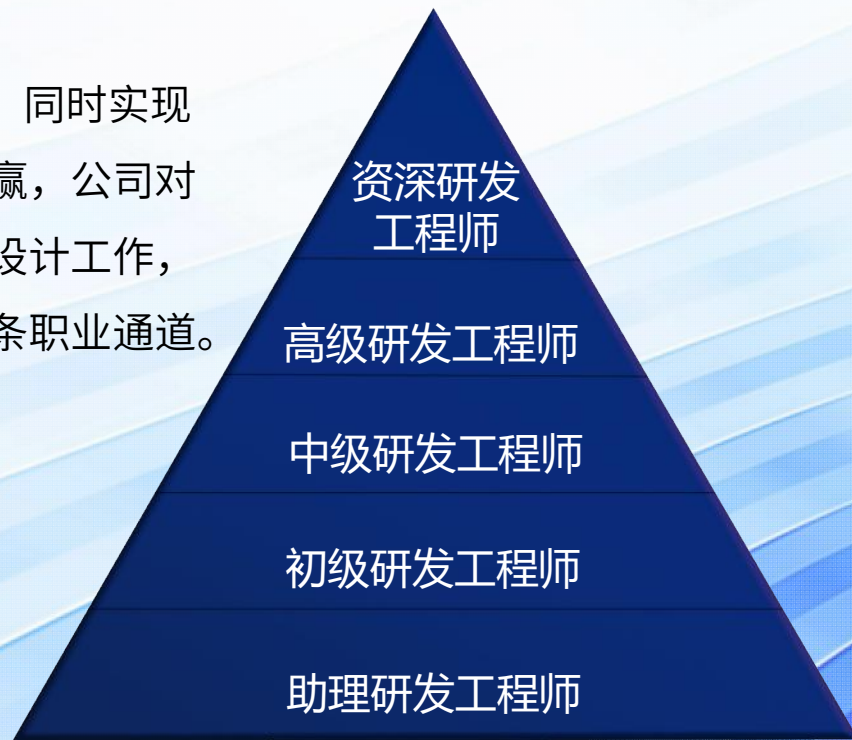 同时实现
赢，公司对
设计工作，
条职业通道。
资深研发
工程师
高级研发工程师
中级研发工程师
初级研发工程师
助理研发工程师